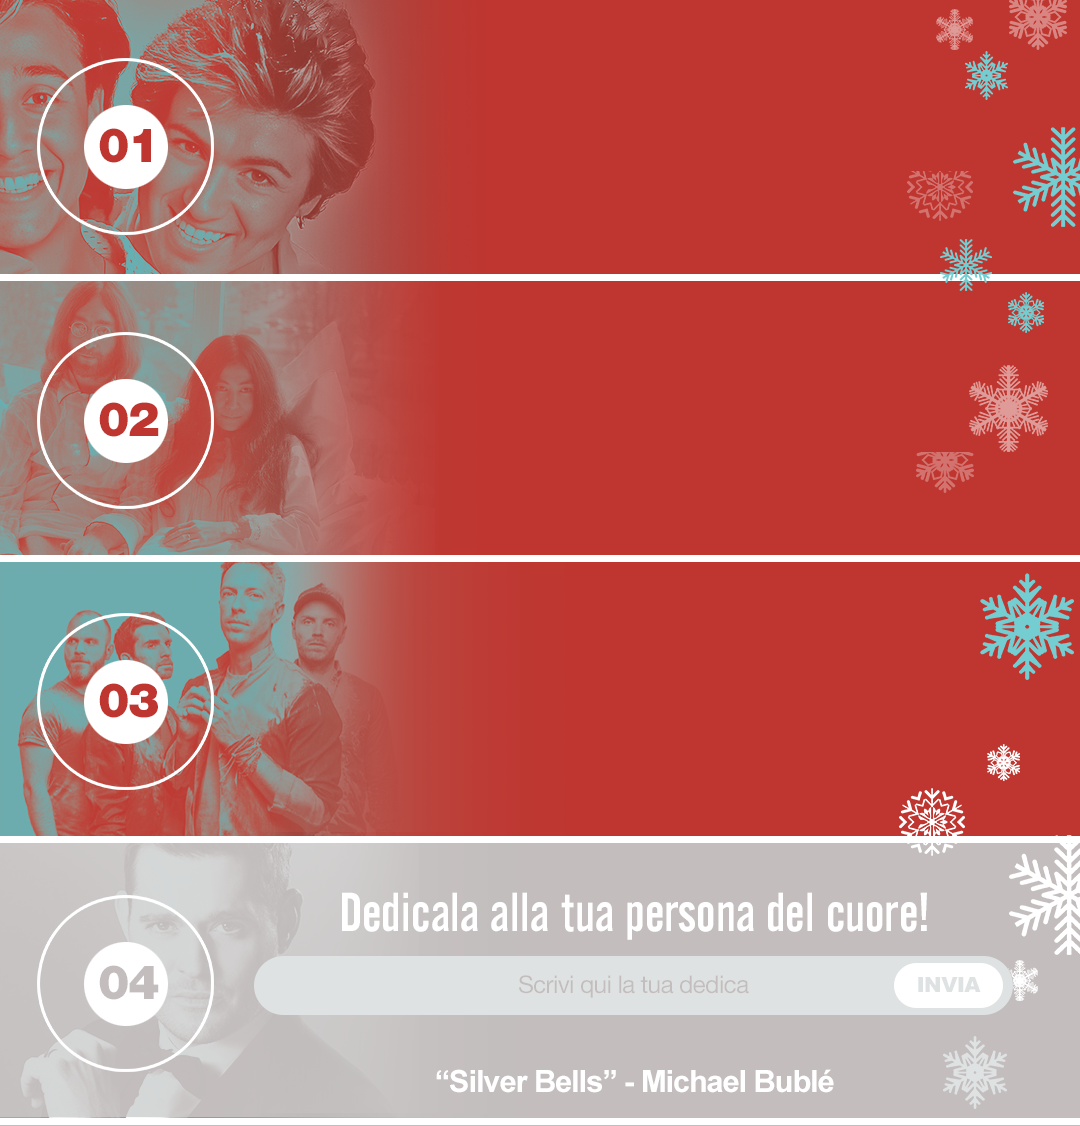 01
02
03
Dedicala alla tua persona del cuore!
04
Scrivi qui la tua dedica
INVIA
“Silver Bells” - Michael Bublé